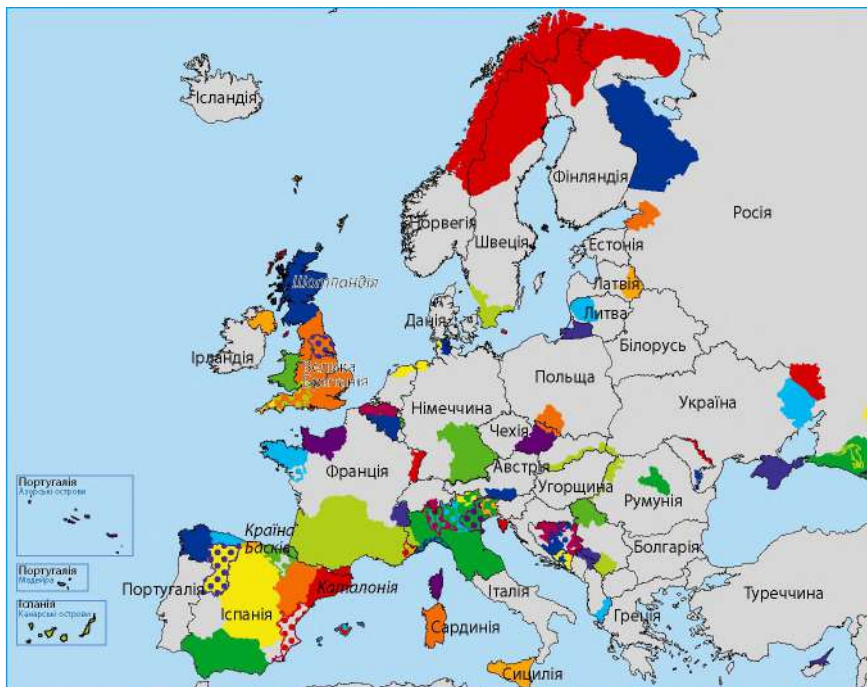 Ісландія
Норвегія
Швеція
Фінляндія
Росія
Естонія
Латвія
Литва
Білорусь
Шотландія
Данія
Ірландія
Велика
Британія
Польща
Німеччина
Україна
Чехія
Австрія
Франція
Угорщина
Румунія
Країна
Басків
Болгарія
Португалія
Азорські острови
Португалія
Мадейра
Іспанія
Канарські острови
Португалія
Іспанія
Каталонія
Італія
Сардинія
Сицилія
Греція
Туреччина